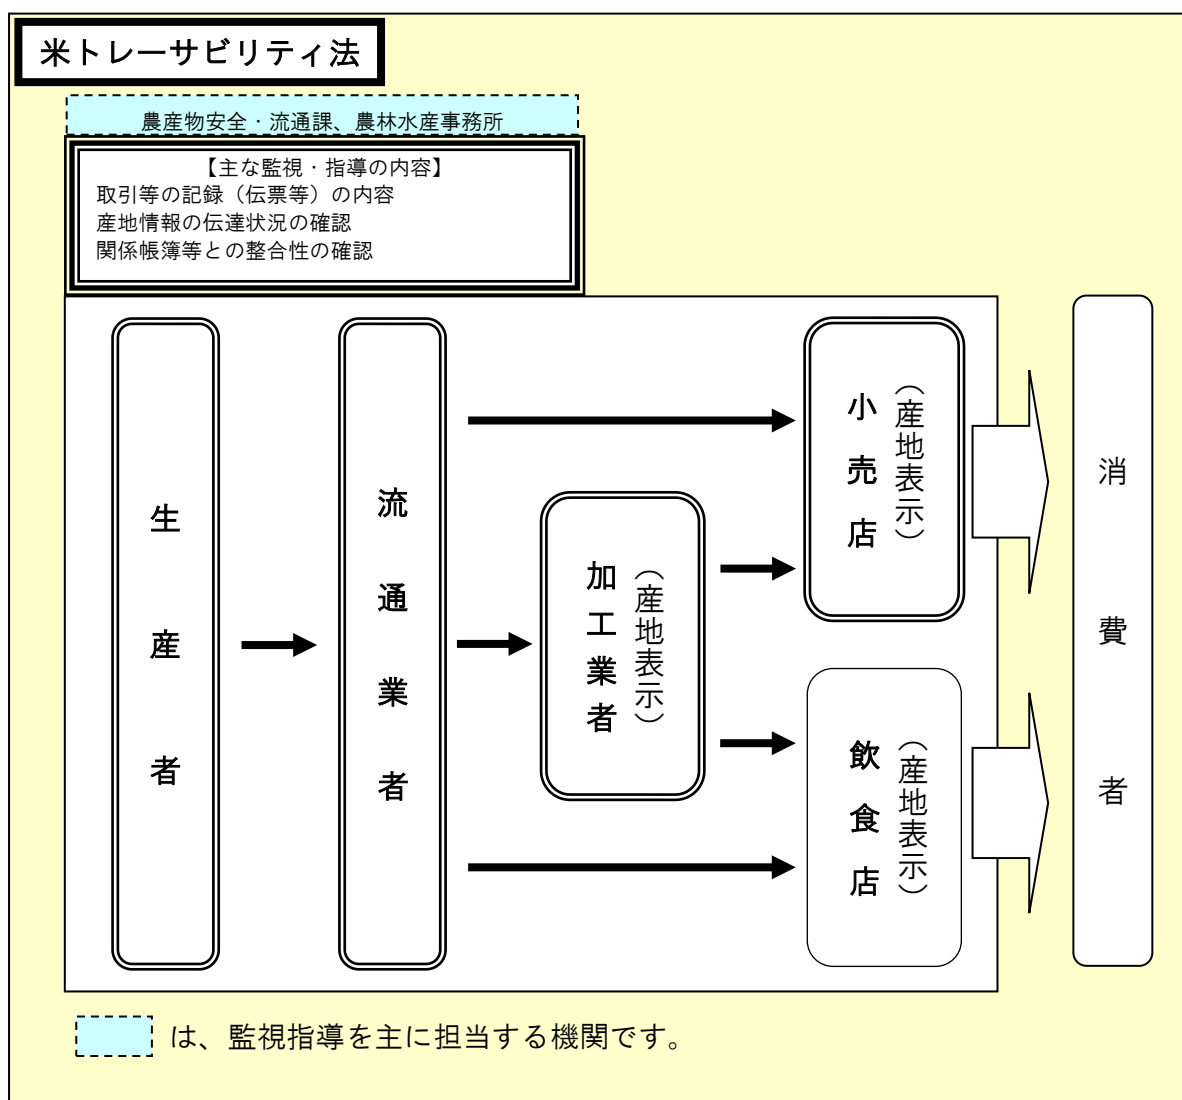 米トレーサビリティ法
農産物安全・流通課、農林水産事務所
【主な監視・指導の内容】
取引等の記録（伝票等）の内容
産地情報の伝達状況の確認
関係帳簿等との整合性の確認
生産者
流通業者
加工業者
（産地表示）
小売店
（産地表示）
飲食店
（産地表示）
消費者
は、監視指導を主に担当する機関です。